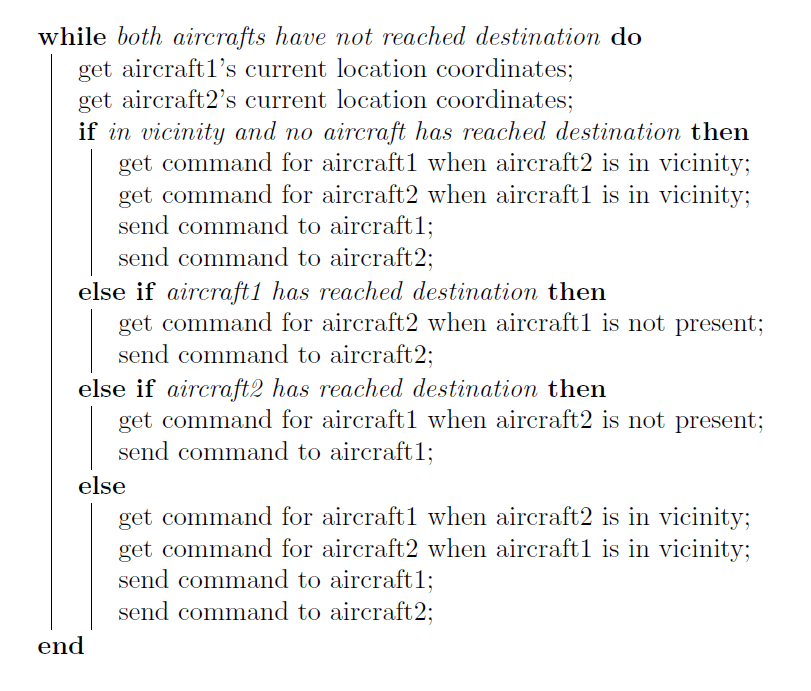 while both aircrafts have not reached destination do
get aircraft1's current location coordinates;
get aircraft2's current location coordinates;
if in vicinity and no aircraft has reached destination then
get command for aircraft1 when aircraft2 is in vicinity;
get command for aircraft2 when aircraft1 is in vicinity;
send command to aircraft1;
send command to aircraft2;
else if aircraft1 has reached destination then
get command for aircraft2 when aircraft1 is not present;
send command to aircraft2;
else if aircraft2 has reached destination then
get command for aircraft1 when aircraft2 is not present;
send command to aircraft1;
else
get command for aircraft1 when aircraft2 is in vicinity;
get command for aircraft2 when aircraft1 is in vicinity;
send command to aircraft1;
send command to aircraft2;
end